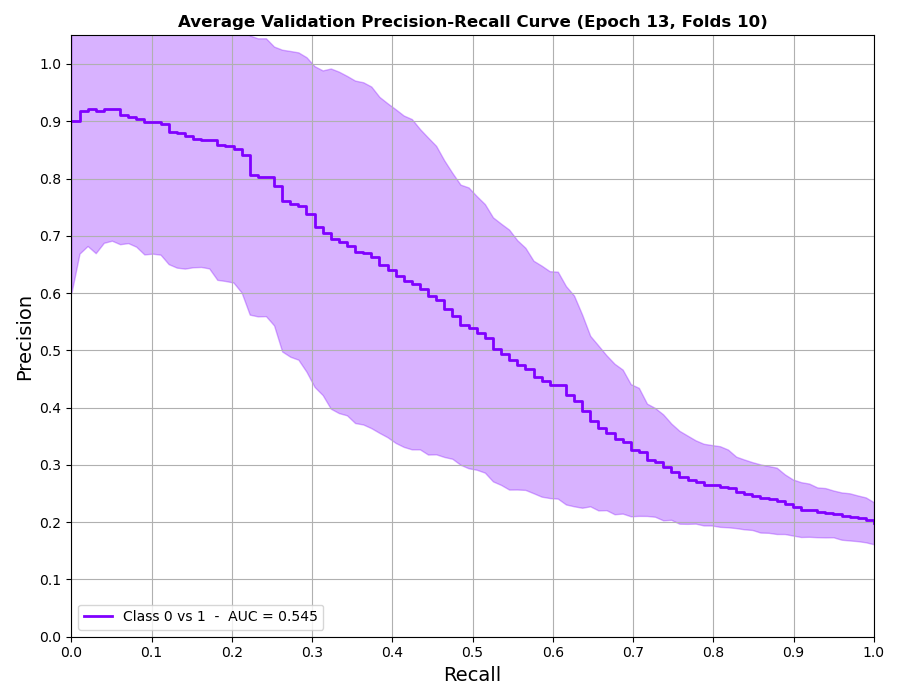 Average Validation Precision-Recall Curve (Epoch 13, Folds 10)
Precision
1.0
0.9
0.8
0.7
0.6
0.5
0.4
0.3
0.2
0.1
0.0
Class 0 vs 1 - AUC = 0.545
0.0 0.1 0.2 0.3 0.4 0.5 0.6 0.7 0.8 0.9 1.0
Recall